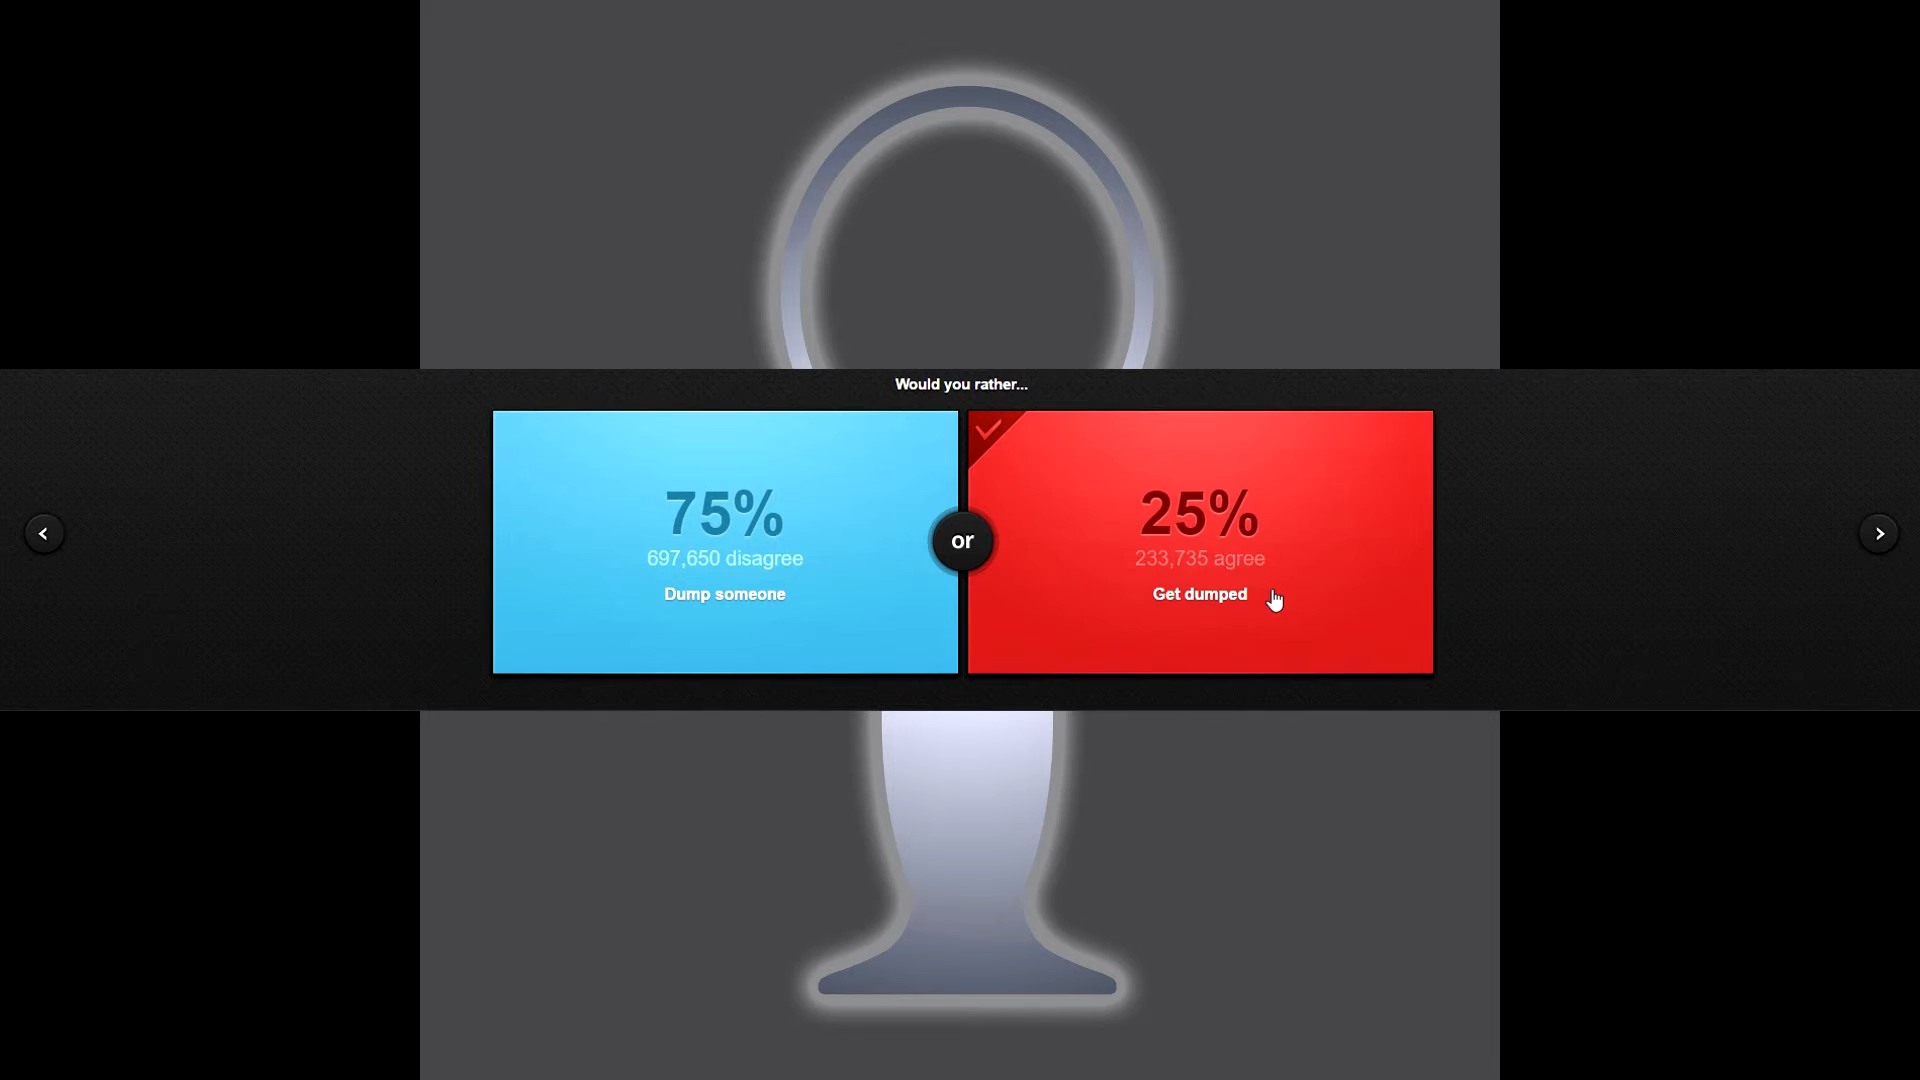 Would you rather...
75%
697,650 disagree
Dump someone
or
25%
233,735 agree
Get dumped